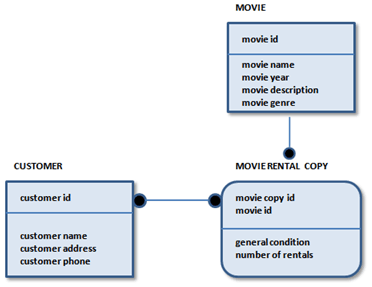 MOVIE
movie id
movie name
movie year
movie description
movie genre
CUSTOMER
customer id
customer name
customer address
customer phone
MOVIE RENTAL COPY
movie copy id
movie id
general condition
number of rentals